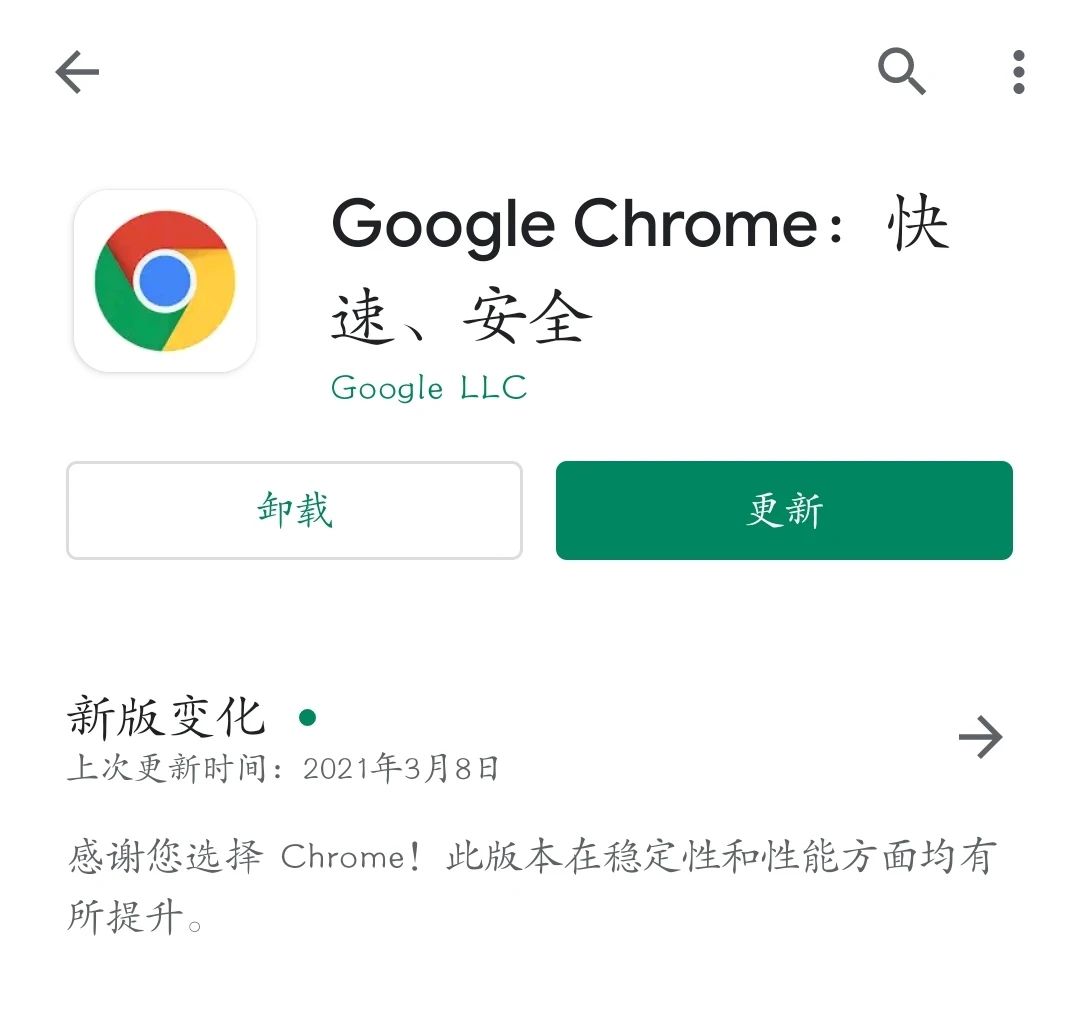 Google Chrome：快
速、安全
Google LLC
卸载
更新
新版变化
上次更新时间：2021年3月8日
感谢您选择 Chrome！此版本在稳定性和性能方面均有
所提升。